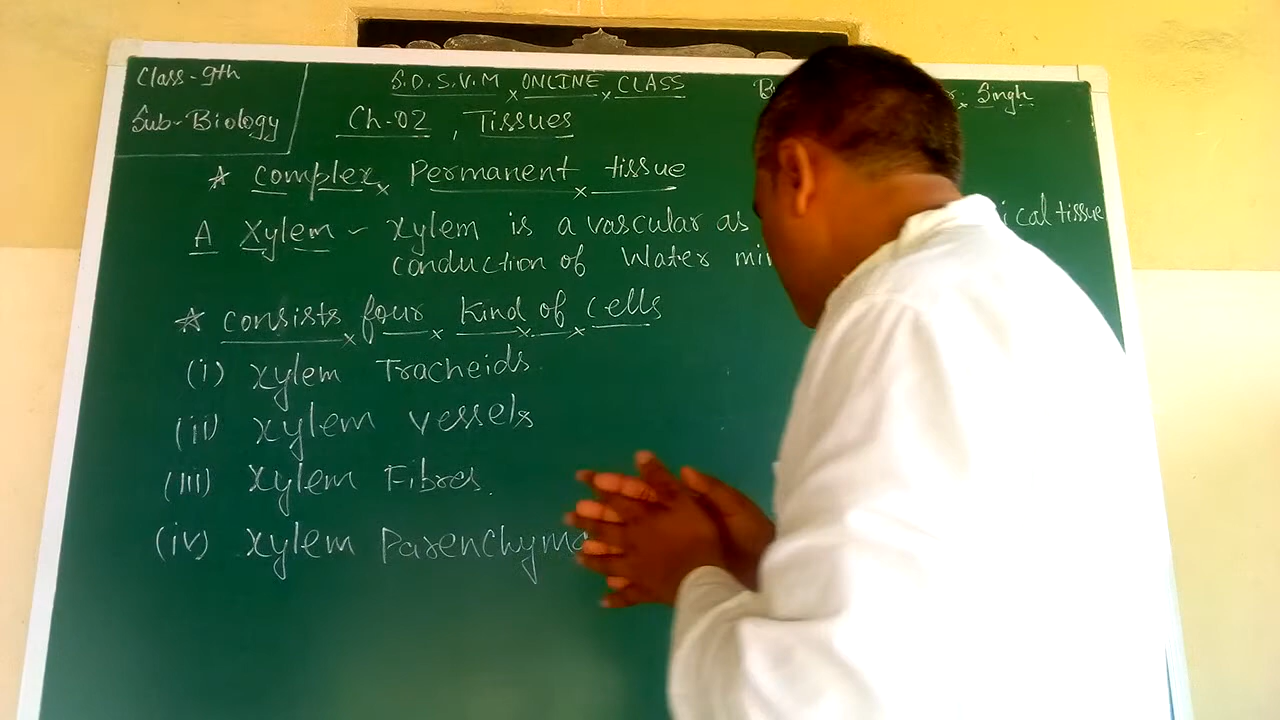 Class-9th
Sub-Biology
S.D.S.V.M ONLINE CLASS
Singh
Ch-02, Tissues
☆ Complex Permanent tissue
A Xylem - Xylem is a vascular as ical tissue
conduction of Water min
☆ consists four kind of cells
(i) Xylem Tracheids
(ii) Xylem vessels
(iii) Xylem Fibres.
(iv) Xylem Parenchyma